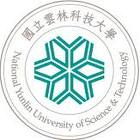 國立雲林科技大學
National Yunlin University of Science & Technology